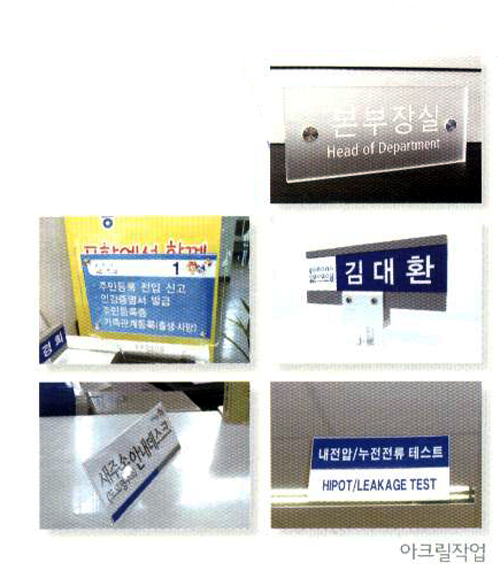 본부장실
Head of Department
1
주민등록 전입 신고
인감증명서 발급
주민등록증
가족관계등록(출생·사망)
김대환
새주소안내데스크
내전압/누전전류 테스트
HIPOT/LEAKAGE TEST
아크릴작업